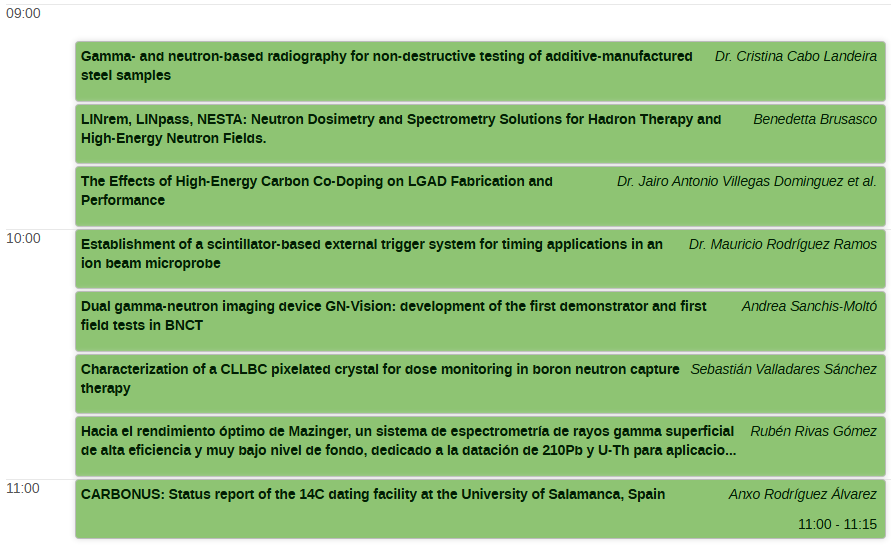 09:00
Gamma- and neutron-based radiography for non-destructive testing of additive-manufactured Dr. Cristina Cabo Landeira
steel samples
LINrem, LINpass, NESTA: Neutron Dosimetry and Spectrometry Solutions for Hadron Therapy and Benedetta Brusasco
High-Energy Neutron Fields.
The Effects of High-Energy Carbon Co-Doping on LGAD Fabrication and Dr. Jairo Antonio Villegas Dominguez et al.
Performance
10:00
Establishment of a scintillator-based external trigger system for timing applications in an Dr. Mauricio Rodríguez Ramos
ion beam microprobe
Dual gamma-neutron imaging device GN-Vision: development of the first demonstrator and first Andrea Sanchis-Moltó
field tests in BNCT
Characterization of a CLLBC pixelated crystal for dose monitoring in boron neutron capture Sebastián Valladares Sánchez
therapy
Hacia el rendimiento óptimo de Mazinger, un sistema de espectrometría de rayos gamma superficial Rubén Rivas Gómez
de alta eficiencia y muy bajo nivel de fondo, dedicado a la datación de 210Pb y U-Th para aplicacio...
11:00
CARBONUS: Status report of the 14C dating facility at the University of Salamanca, Spain Anxo Rodríguez Álvarez
11:00 - 11:15